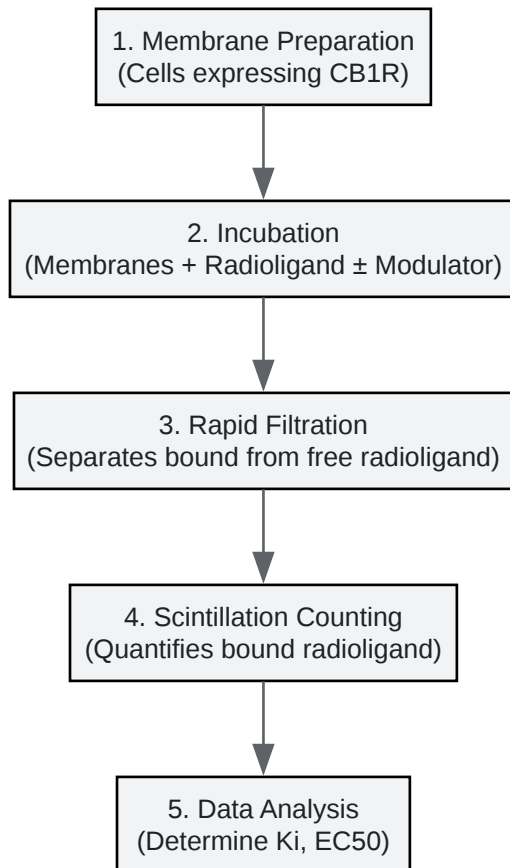 1. Membrane Preparation
(Cells expressing CB1R)
2. Incubation
(Membranes + Radioligand ± Modulator)
3. Rapid Filtration
(Separates bound from free radioligand)
4. Scintillation Counting
(Quantifies bound radioligand)
5. Data Analysis
(Determine Ki, EC50)